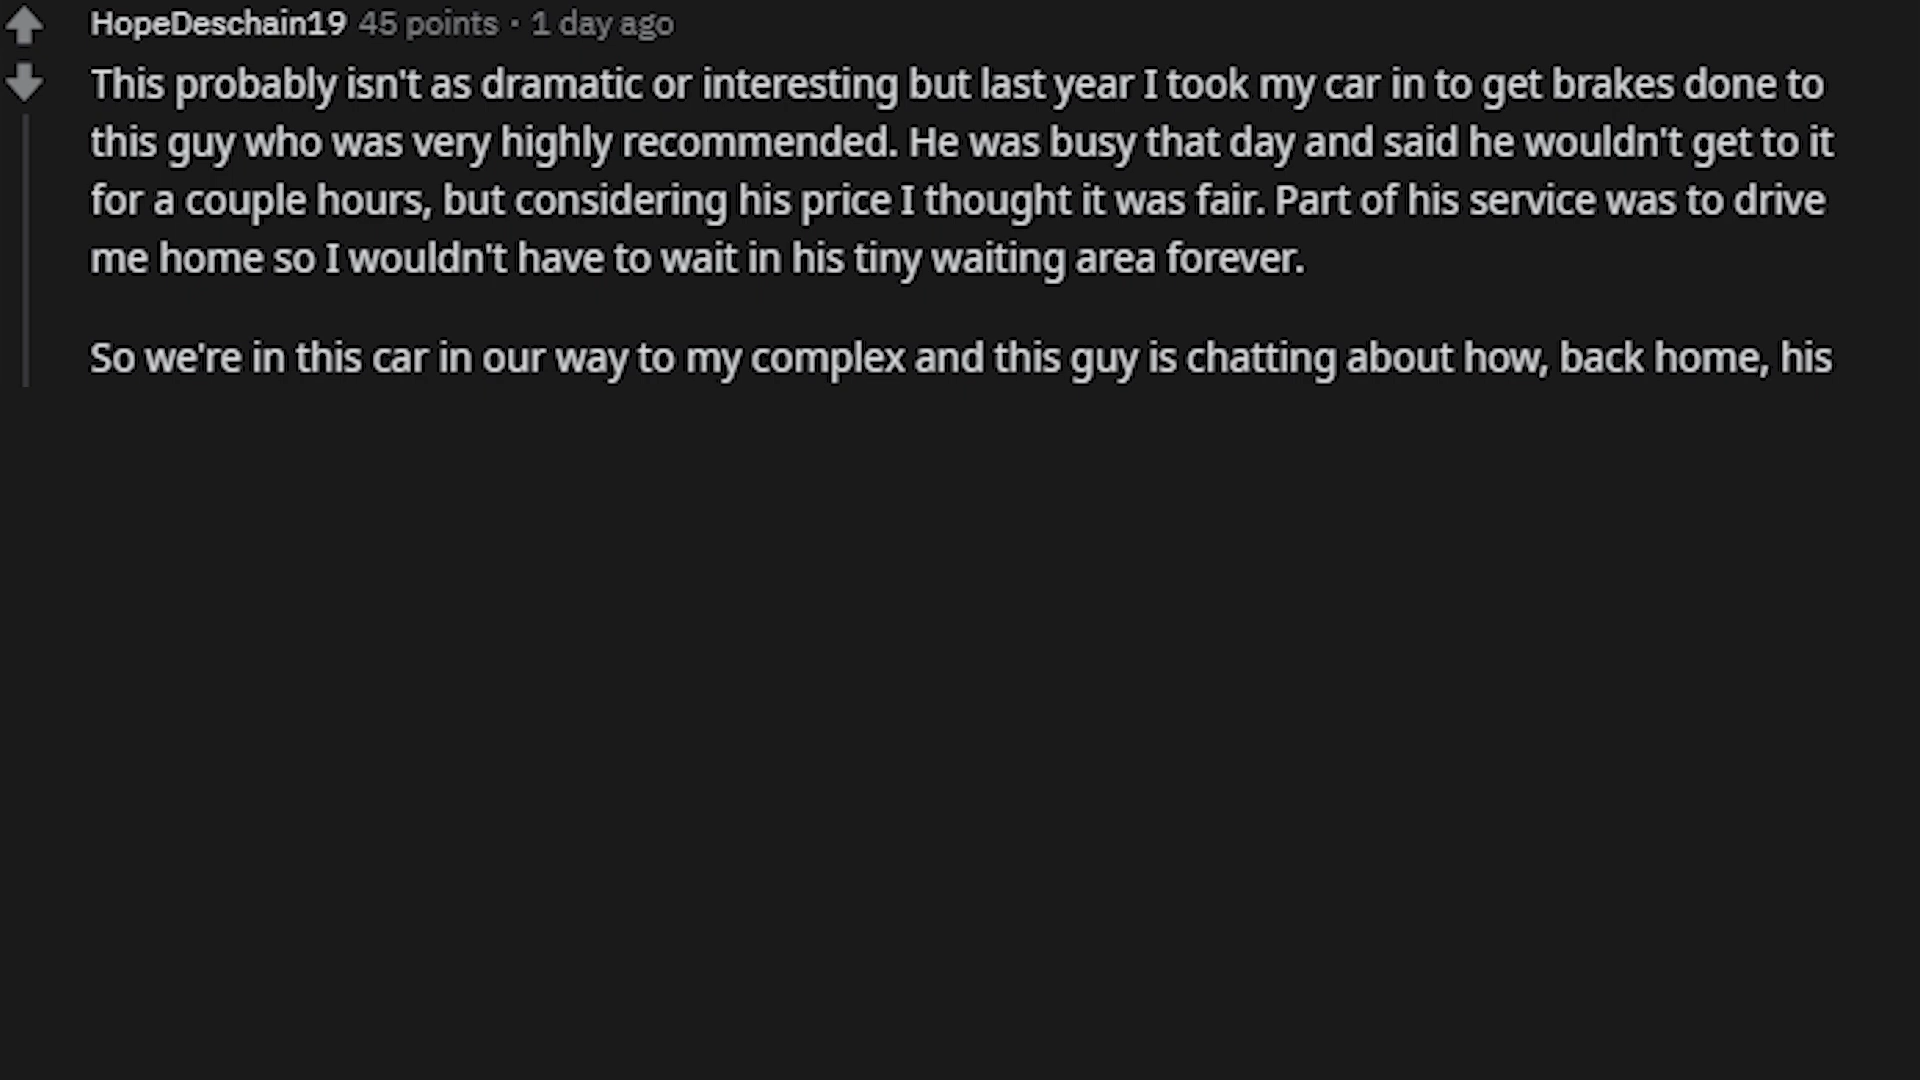 HopeDeschain19 45 points · 1 day ago
This probably isn't as dramatic or interesting but last year I took my car in to get brakes done to
this guy who was very highly recommended. He was busy that day and said he wouldn't get to it
for a couple hours, but considering his price I thought it was fair. Part of his service was to drive
me home so I wouldn't have to wait in his tiny waiting area forever.
So we're in this car in our way to my complex and this guy is chatting about how, back home, his